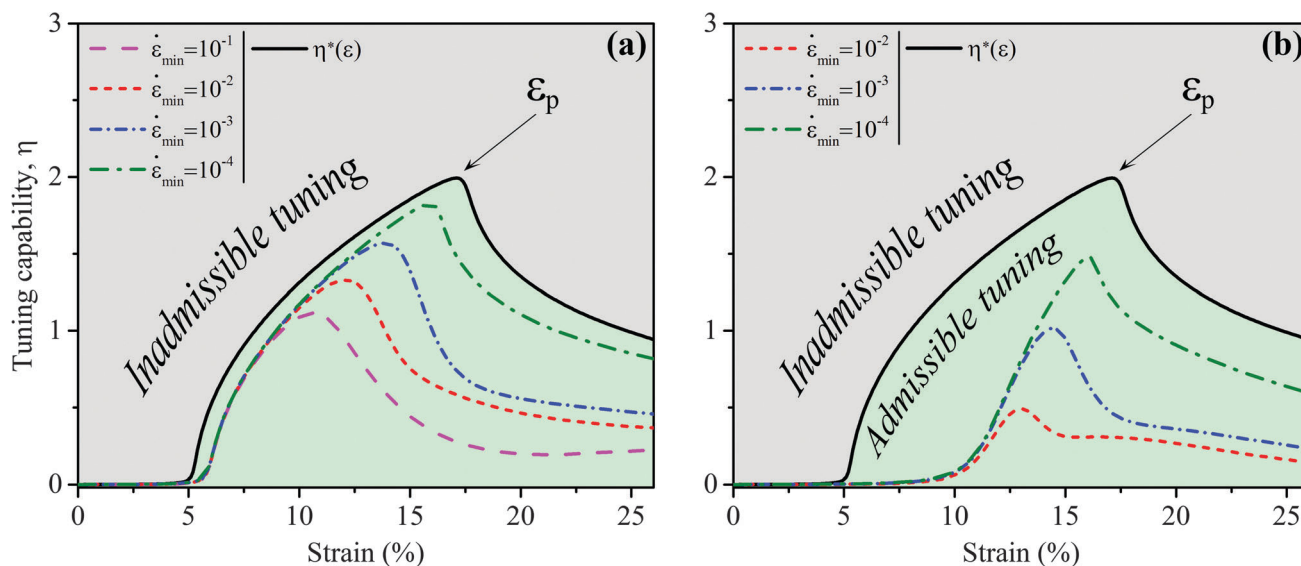 (a)
ε̇min=10⁻¹ η*(ε)
ε̇min=10⁻²
ε̇min=10⁻³
ε̇min=10⁻⁴
εp
Inadmissible tuning
Tuning capability, η
3
2
1
0
0 5 10 15 20 25
Strain (%)
(b)
ε̇min=10⁻² η*(ε)
ε̇min=10⁻³
ε̇min=10⁻⁴
εp
Inadmissible tuning
Admissible tuning
3
2
1
0
0 5 10 15 20 25
Strain (%)